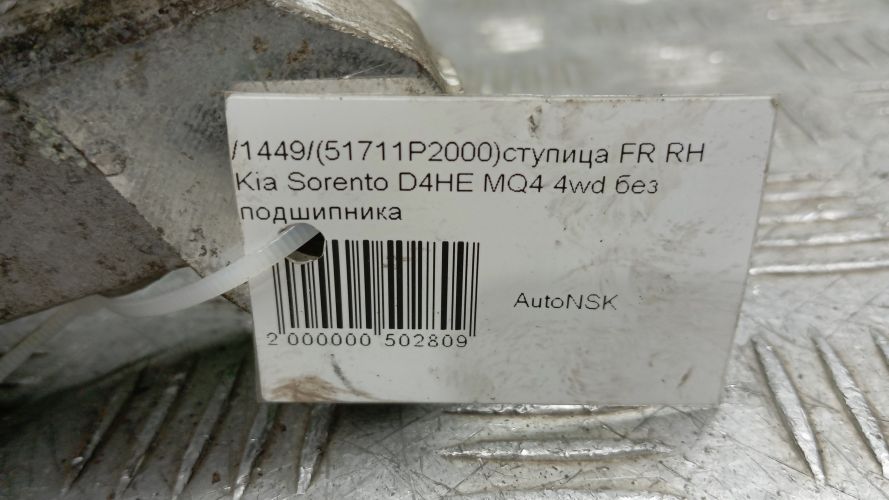 /1449/(51711P2000)ступица FR RH
Kia Sorento D4HE MQ4 4wd без
подшипника
AutoNSK
2 000000 502809